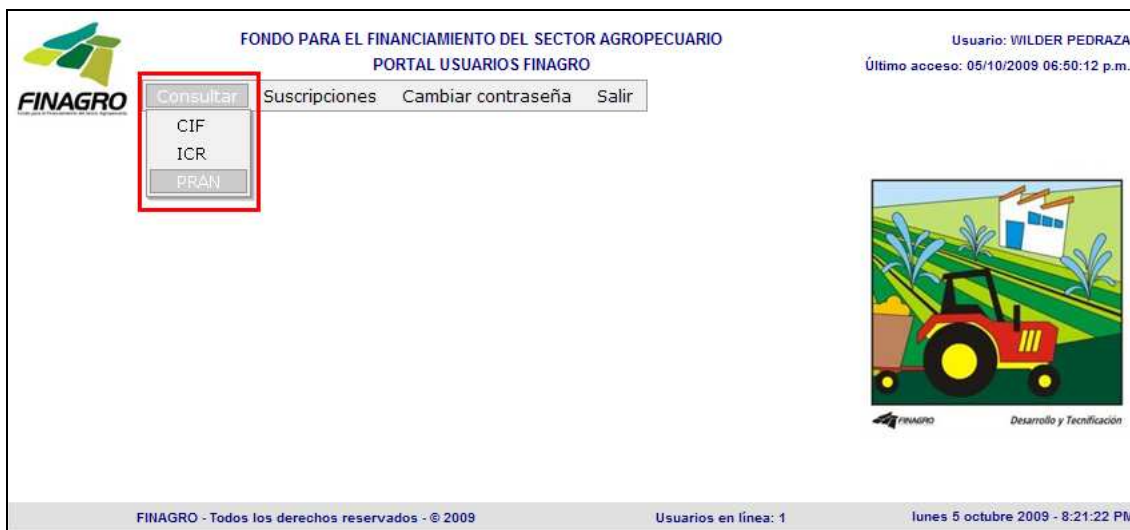 FONDO PARA EL FINANCIAMIENTO DEL SECTOR AGROPECUARIO
PORTAL USUARIOS FINAGRO
Usuario: WILDER PEDRAZA
Último acceso: 05/10/2009 06:50:12 p.m.
FINAGRO
Consultar Suscripciones Cambiar contraseña Salir
CIF
ICR
PRAN
FINAGRO Desarrollo y Tecnificación
FINAGRO - Todos los derechos reservados - © 2009 Usuarios en línea: 1 lunes 5 octubre 2009 - 8:21:22 PM